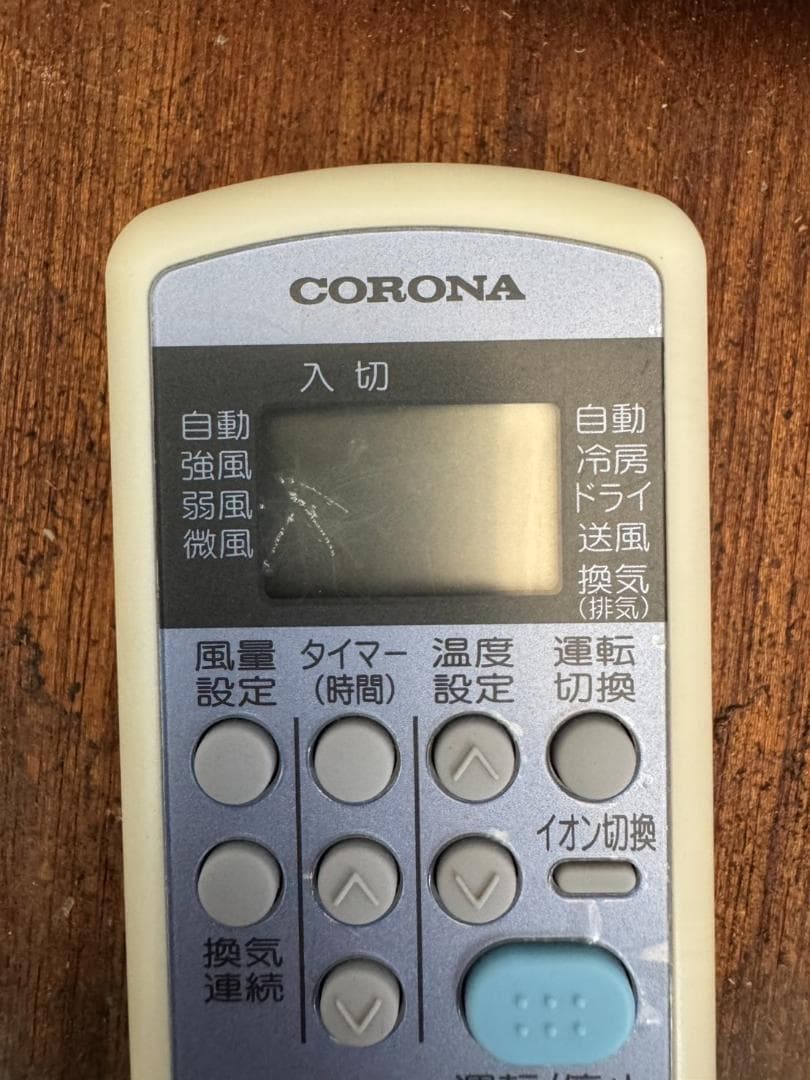 CORONA
入 切
自動
強風
弱風
微風
自動
冷房
ドライ
送風
換気
(排気)
風量
設定
タイマー
(時間)
温度
設定
運転
切換
イオン切換
換気
連続